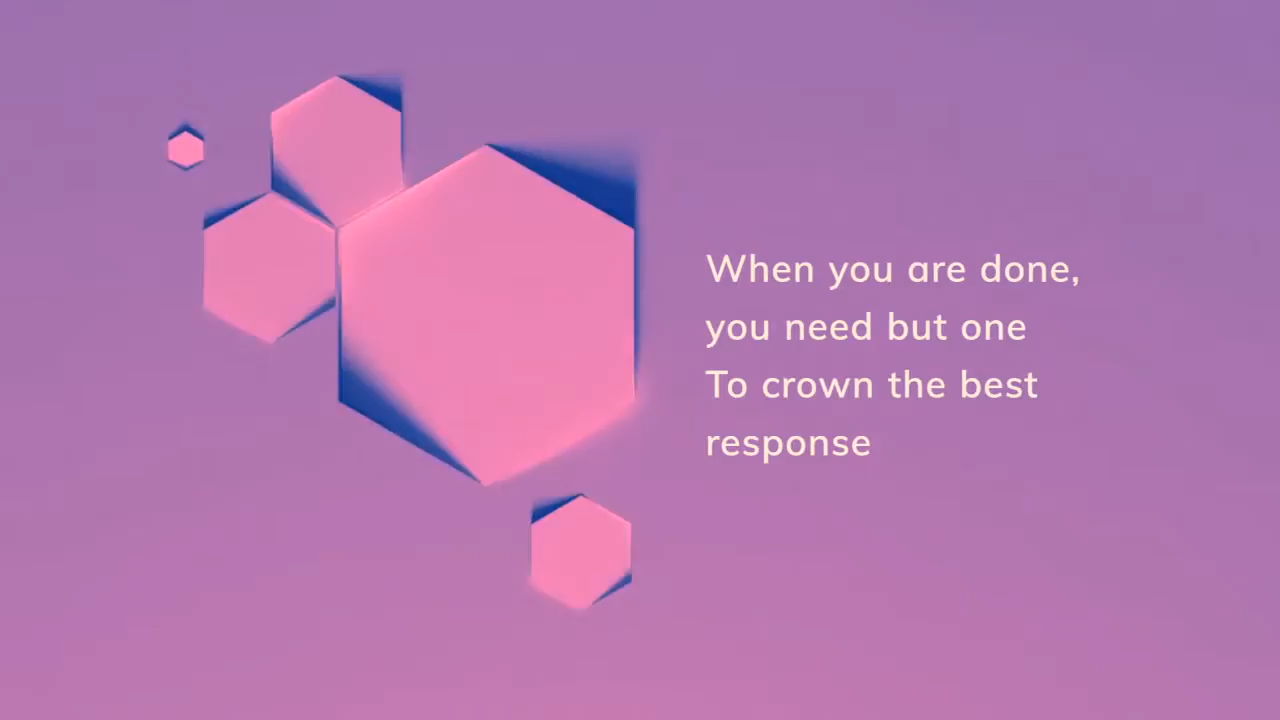 When you are done,
you need but one
To crown the best
response